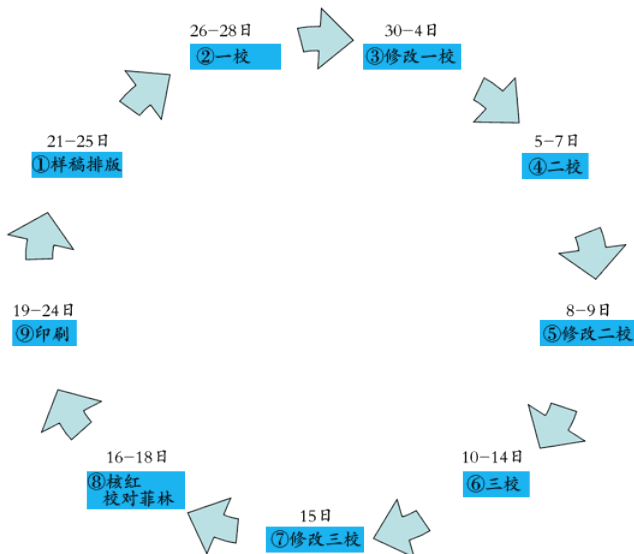 21-25日
①样稿排版
26-28日
②一校
30-4日
③修改一校
5-7日
④二校
8-9日
⑤修改二校
10-14日
⑥三校
15日
⑦修改三校
16-18日
⑧核红
校对菲林
19-24日
⑨印刷